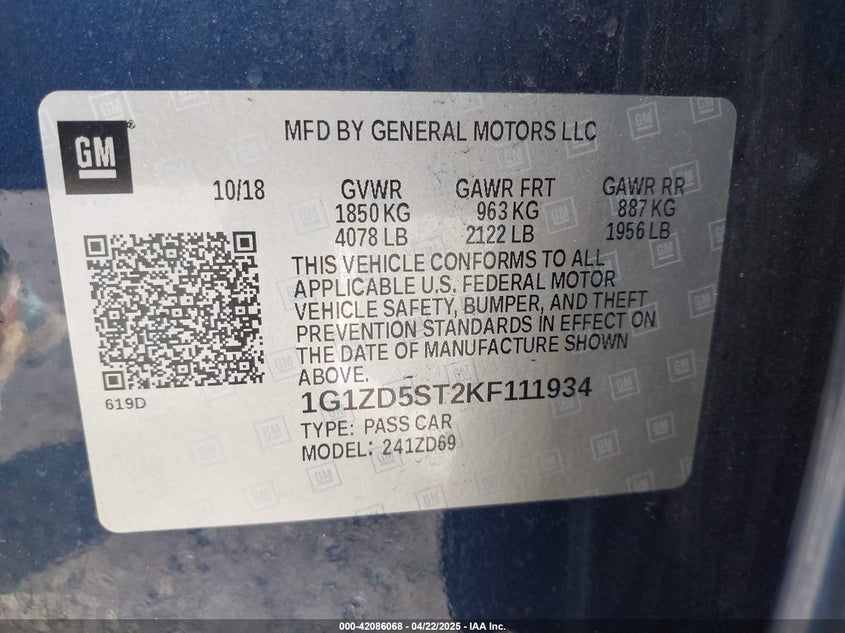 GM
MFD BY GENERAL MOTORS LLC
10/18 GVWR GAWR FRT GAWR RR
1850 KG 963 KG 887 KG
4078 LB 2122 LB 1956 LB
THIS VEHICLE CONFORMS TO ALL
APPLICABLE U.S. FEDERAL MOTOR
VEHICLE SAFETY, BUMPER, AND THEFT
PREVENTION STANDARDS IN EFFECT ON
THE DATE OF MANUFACTURE SHOWN
ABOVE.
619D
1G1ZD5ST2KF111934
TYPE: PASS CAR
MODEL: 241ZD69
000-42086068 - 04/22/2025 - IAA Inc.